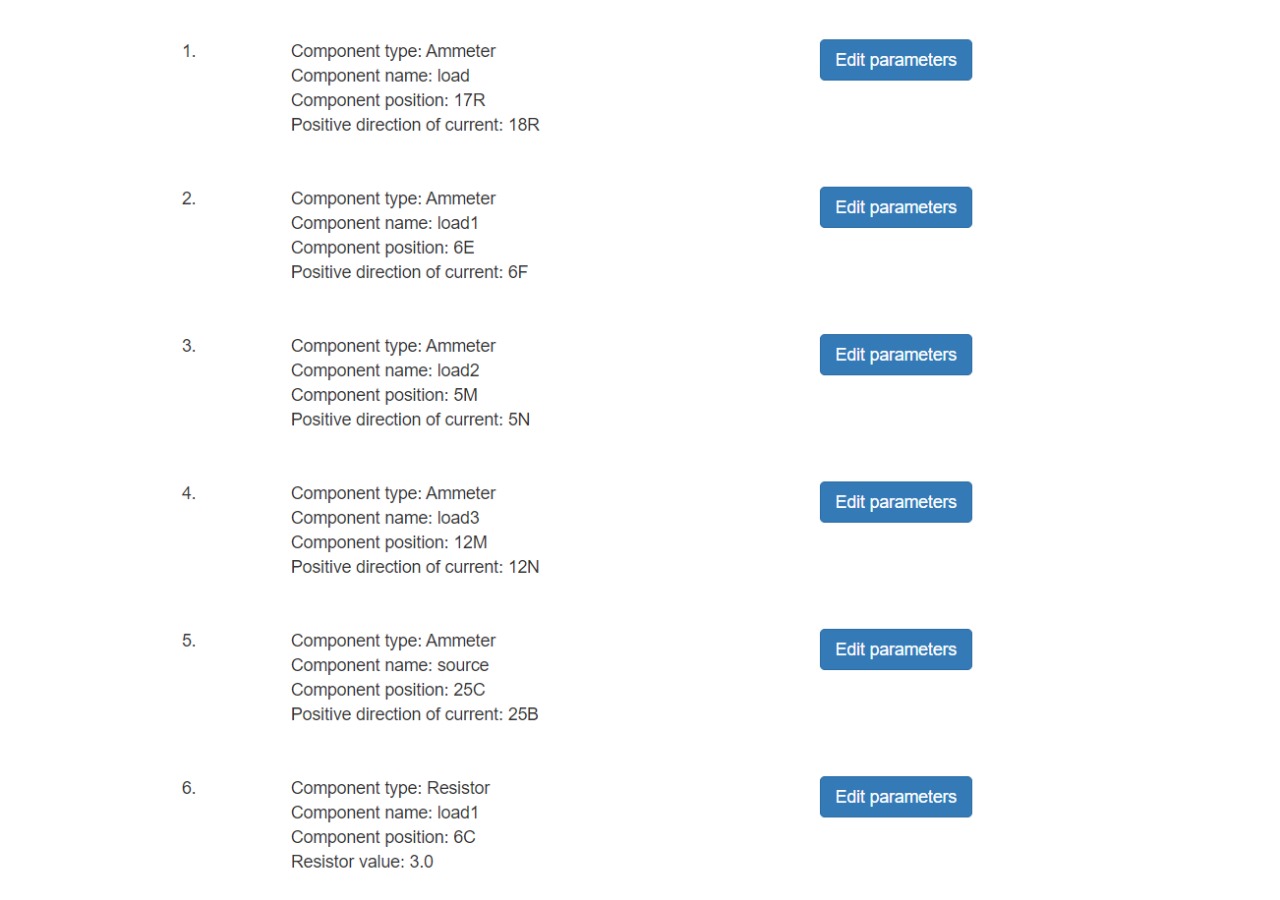 1.
Component type: Ammeter
Edit parameters
Component name: load
Component position: 17R
Positive direction of current: 18R
2.
Component type: Ammeter
Edit parameters
Component name: load1
Component position: 6E
Positive direction of current: 6F
3.
Component type: Ammeter
Edit parameters
Component name: load2
Component position: 5M
Positive direction of current: 5N
4.
Component type: Ammeter
Edit parameters
Component name: load3
Component position: 12M
Positive direction of current: 12N
5.
Component type: Ammeter
Edit parameters
Component name: source
Component position: 25C
Positive direction of current: 25B
6.
Component type: Resistor
Edit parameters
Component name: load1
Component position: 6C
Resistor value: 3.0